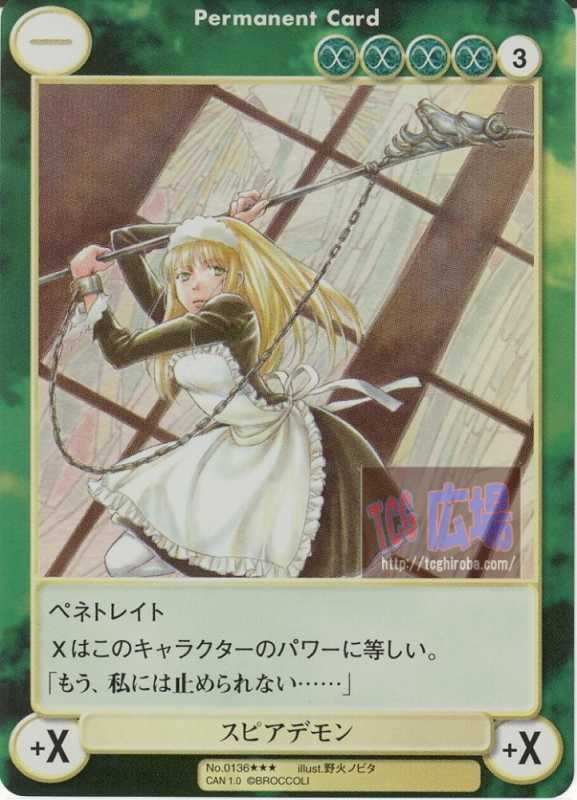 Permanent Card
X X X X 3
TCG 広場
http://tcghiroba.com/
ペネトレイト
Xはこのキャラクターのパワーに等しい。
「もう、私には止められない……」
スピアデモン
+X
+X
No.0136★★★ illust.野火ノビタ
CAN 1.0 ©BROCCOLI